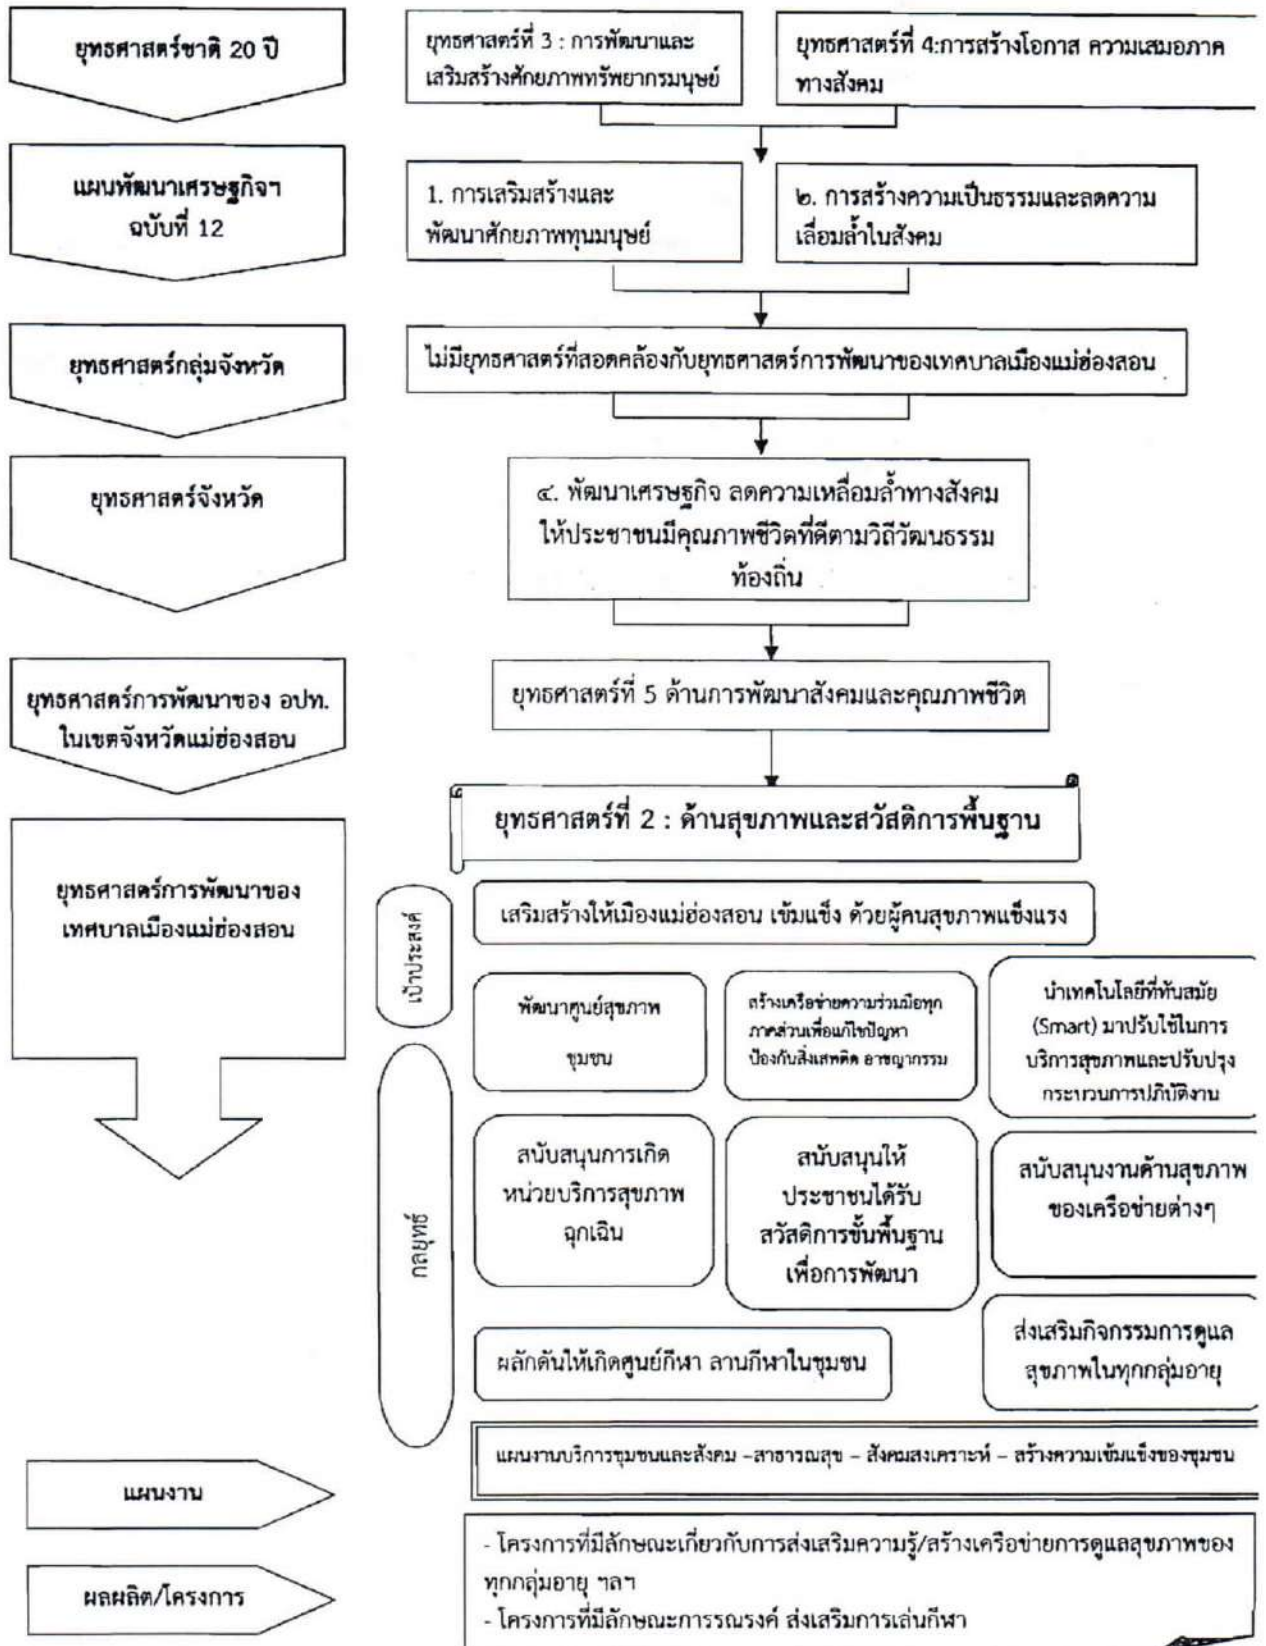 ยุทธศาสตร์ชาติ 20 ปี
ยุทธศาสตร์ที่ 3 : การพัฒนาและ
เสริมสร้างศักยภาพทรัพยากรมนุษย์
ยุทธศาสตร์ที่ 4:การสร้างโอกาส ความเสมอภาค
ทางสังคม
แผนพัฒนาเศรษฐกิจฯ
ฉบับที่ 12
1. การเสริมสร้างและ
พัฒนาศักยภาพทุนมนุษย์
๒. การสร้างความเป็นธรรมและลดความ
เลื่อมล้ำในสังคม
ยุทธศาสตร์กลุ่มจังหวัด
ไม่มียุทธศาสตร์ที่สอดคล้องกับยุทธศาสตร์การพัฒนาของเทศบาลเมืองแม่ฮ่องสอน
ยุทธศาสตร์จังหวัด
๔. พัฒนาเศรษฐกิจ ลดความเหลื่อมล้ำทางสังคม
ให้ประชาชนมีคุณภาพชีวิตที่ดีตามวิถีวัฒนธรรม
ท้องถิ่น
ยุทธศาสตร์การพัฒนาของ อปท.
ในเขตจังหวัดแม่ฮ่องสอน
ยุทธศาสตร์ที่ 5 ด้านการพัฒนาสังคมและคุณภาพชีวิต
ยุทธศาสตร์ที่ 2 : ด้านสุขภาพและสวัสดิการพื้นฐาน
ยุทธศาสตร์การพัฒนาของ
เทศบาลเมืองแม่ฮ่องสอน
เป้าประสงค์
เสริมสร้างให้เมืองแม่ฮ่องสอน เข้มแข็ง ด้วยผู้คนสุขภาพแข็งแรง
กลยุทธ์
พัฒนาศูนย์สุขภาพ
ชุมชน
สร้างเครือข่ายความร่วมมือทุก
ภาคส่วนเพื่อแก้ไขปัญหา
ป้องกันสิ่งเสพติด อาชญากรรม
นำเทคโนโลยีที่ทันสมัย
(Smart) มาปรับใช้ในการ
บริการสุขภาพและปรับปรุง
กระบวนการปฏิบัติงาน
สนับสนุนการเกิด
หน่วยบริการสุขภาพ
ฉุกเฉิน
สนับสนุนให้
ประชาชนได้รับ
สวัสดิการขั้นพื้นฐาน
เพื่อการพัฒนา
สนับสนุนงานด้านสุขภาพ
ของเครือข่ายต่างๆ
ผลักดันให้เกิดศูนย์กีฬา ลานกีฬาในชุมชน
ส่งเสริมกิจกรรมการดูแล
สุขภาพในทุกกลุ่มอายุ
แผนงาน
แผนงานบริการชุมชนและสังคม –สาธารณสุข – สังคมสงเคราะห์ – สร้างความเข้มแข็งของชุมชน
ผลผลิต/โครงการ
- โครงการที่มีลักษณะเกี่ยวกับการส่งเสริมความรู้/สร้างเครือข่ายการดูแลสุขภาพของ
ทุกกลุ่มอายุ ฯลฯ
- โครงการที่มีลักษณะการรณรงค์ ส่งเสริมการเล่นกีฬา